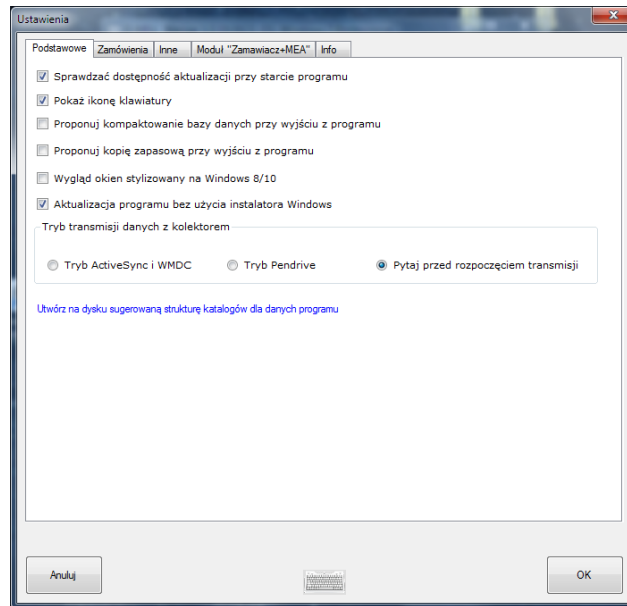 Ustawienia
Podstawowe Zamówienia Inne Moduł "Zamawiacz+MEA" Info
Sprawdzać dostępność aktualizacji przy starcie programu
Pokaż ikonę klawiatury
Proponuj kompaktowanie bazy danych przy wyjściu z programu
Proponuj kopię zapasową przy wyjściu z programu
Wygląd okien stylizowany na Windows 8/10
Aktualizacja programu bez użycia instalatora Windows
Tryb transmisji danych z kolektorem
Tryb ActiveSync i WMDC Tryb Pendrive Pytaj przed rozpoczęciem transmisji
Utwórz na dysku sugerowaną strukturę katalogów dla danych programu
Anuluj OK